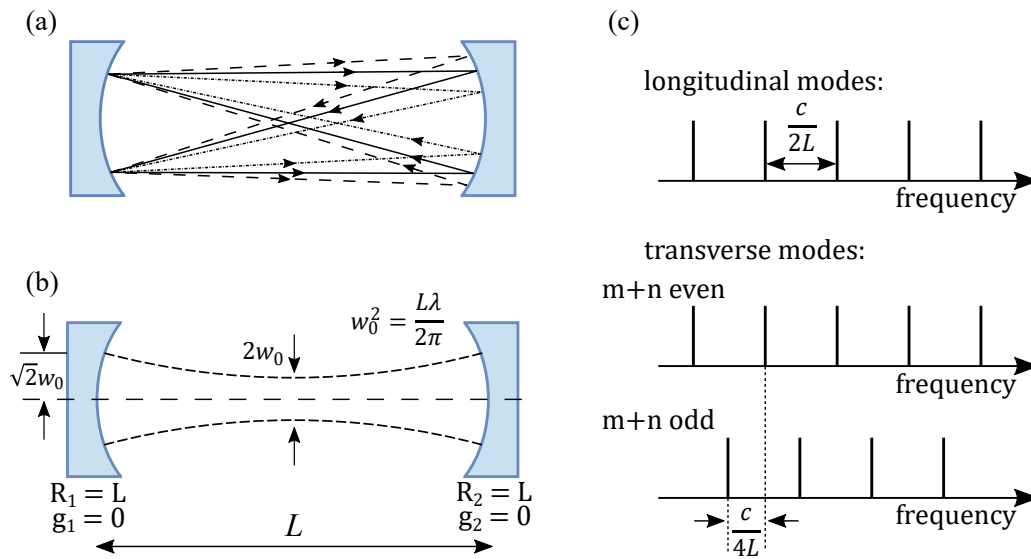 (a)
(b)
w₀² = Lλ/2π
2w₀
√2w₀
R₁ = L
g₁ = 0
R₂ = L
g₂ = 0
L
(c)
longitudinal modes:
c/2L
frequency
transverse modes:
m+n even
frequency
m+n odd
frequency
c/4L